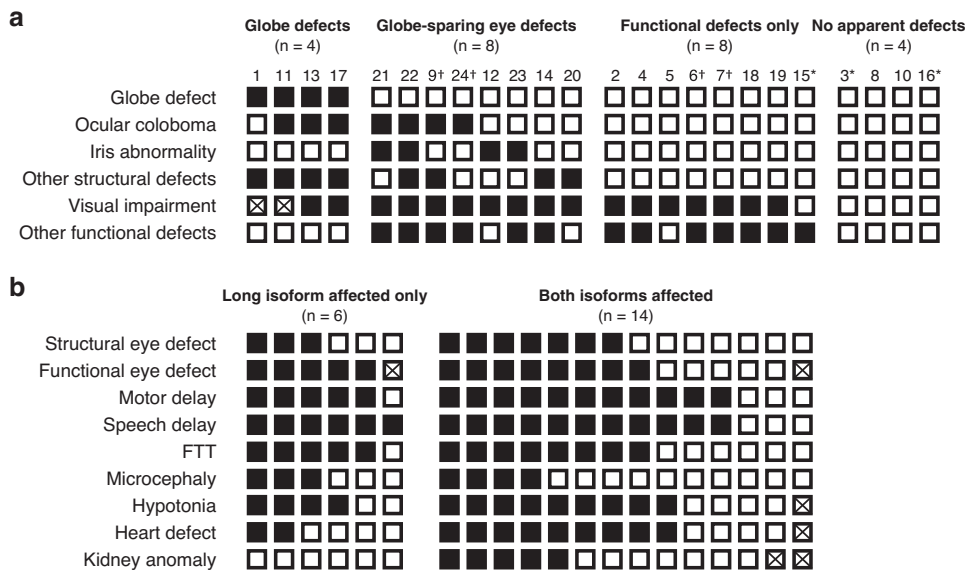 a
Globe defects Globe-sparing eye defects Functional defects only No apparent defects
(n = 4) (n = 8) (n = 8) (n = 4)
1 11 13 17 21 22 9† 24† 12 23 14 20 2 4 5 6† 7† 18 19 15* 3* 8 10 16*
Globe defect
Ocular coloboma
Iris abnormality
Other structural defects
Visual impairment
Other functional defects
b
Long isoform affected only Both isoforms affected
(n = 6) (n = 14)
Structural eye defect
Functional eye defect
Motor delay
Speech delay
FTT
Microcephaly
Hypotonia
Heart defect
Kidney anomaly